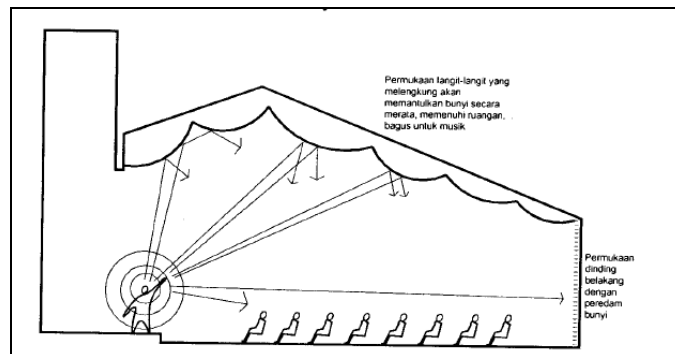 Permukaan langit-langit yang
melengkung akan
memantulkan bunyi secara
merata, memenuhi ruangan,
bagus untuk musik
Permukaan
dinding
belakang
dengan
peredam
bunyi